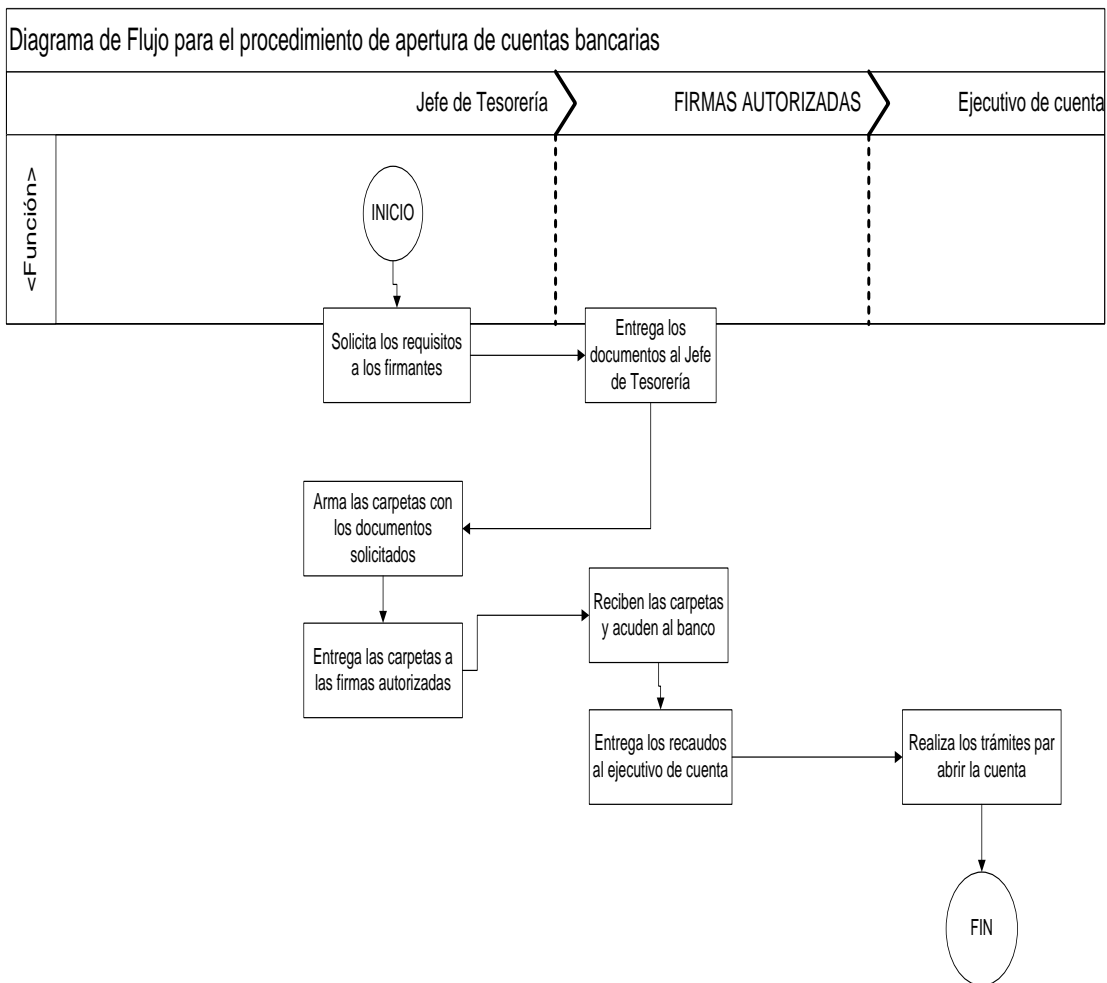 Diagrama de Flujo para el procedimiento de apertura de cuentas bancarias
Jefe de Tesorería
FIRMAS AUTORIZADAS
Ejecutivo de cuenta
<Función>
INICIO
Solicita los requisitos
a los firmantes
Entrega los
documentos al Jefe
de Tesorería
Arma las carpetas con
los documentos
solicitados
Entrega las carpetas a
las firmas autorizadas
Reciben las carpetas
y acuden al banco
Entrega los recaudos
al ejecutivo de cuenta
Realiza los trámites par
abrir la cuenta
FIN